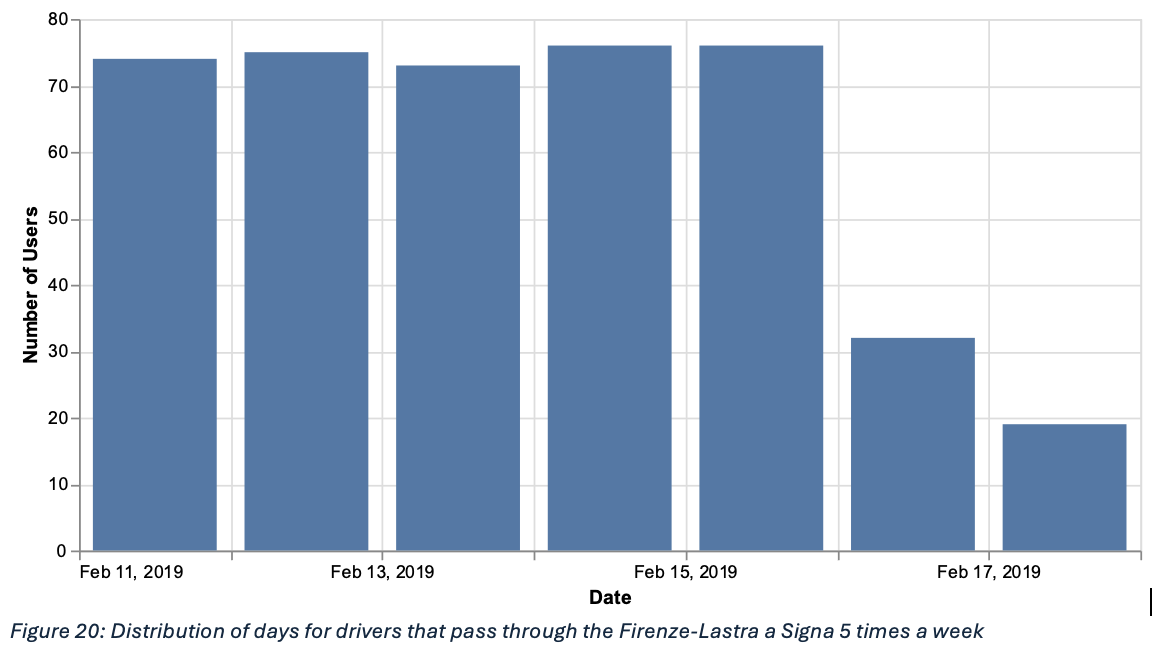 80
70
60
50
40
30
20
10
0
Number of Users
Feb 11, 2019 Feb 13, 2019 Feb 15, 2019 Feb 17, 2019
Date
Figure 20: Distribution of days for drivers that pass through the Firenze-Lastra a Signa 5 times a week